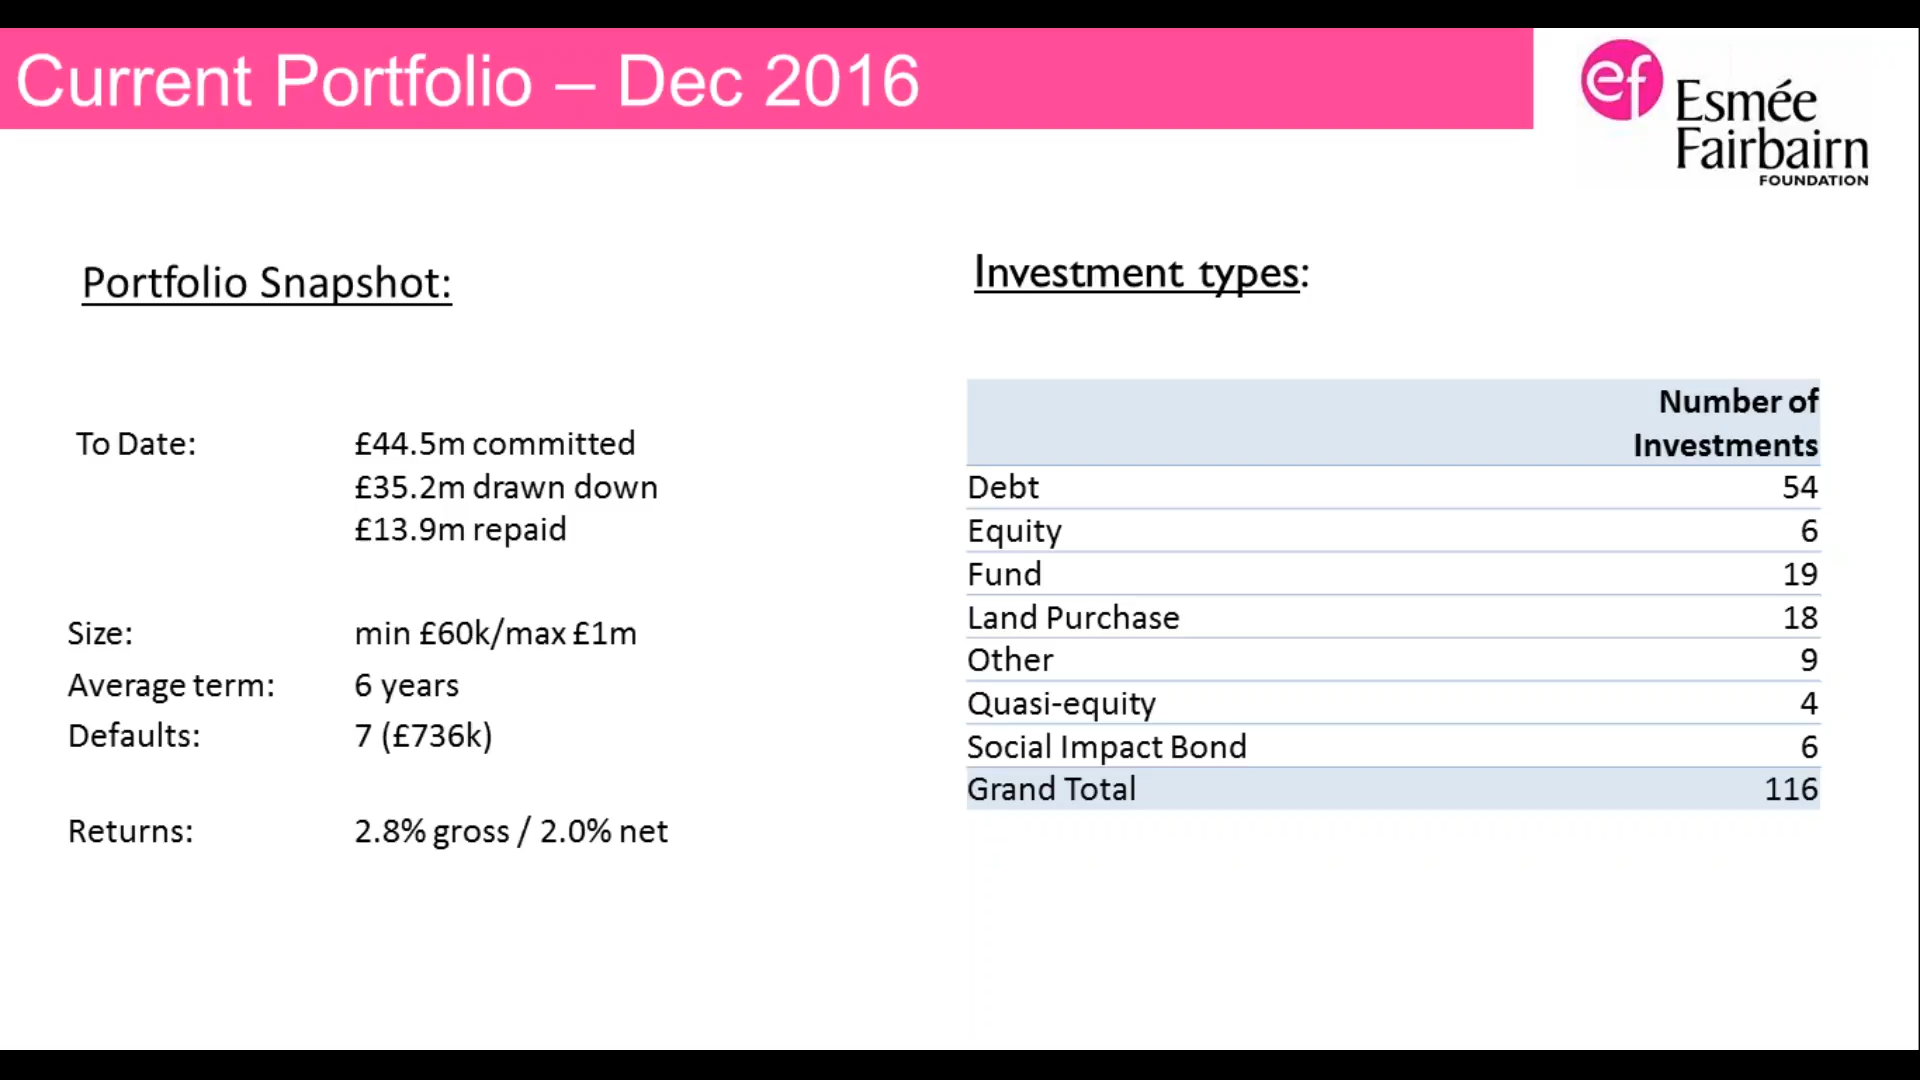 Current Portfolio – Dec 2016
ef
Esmée
Fairbairn
FOUNDATION
Portfolio Snapshot:
To Date: £44.5m committed
£35.2m drawn down
£13.9m repaid
Size: min £60k/max £1m
Average term: 6 years
Defaults: 7 (£736k)
Returns: 2.8% gross / 2.0% net
Investment types:
Number of
Investments
Debt 54
Equity 6
Fund 19
Land Purchase 18
Other 9
Quasi-equity 4
Social Impact Bond 6
Grand Total 116